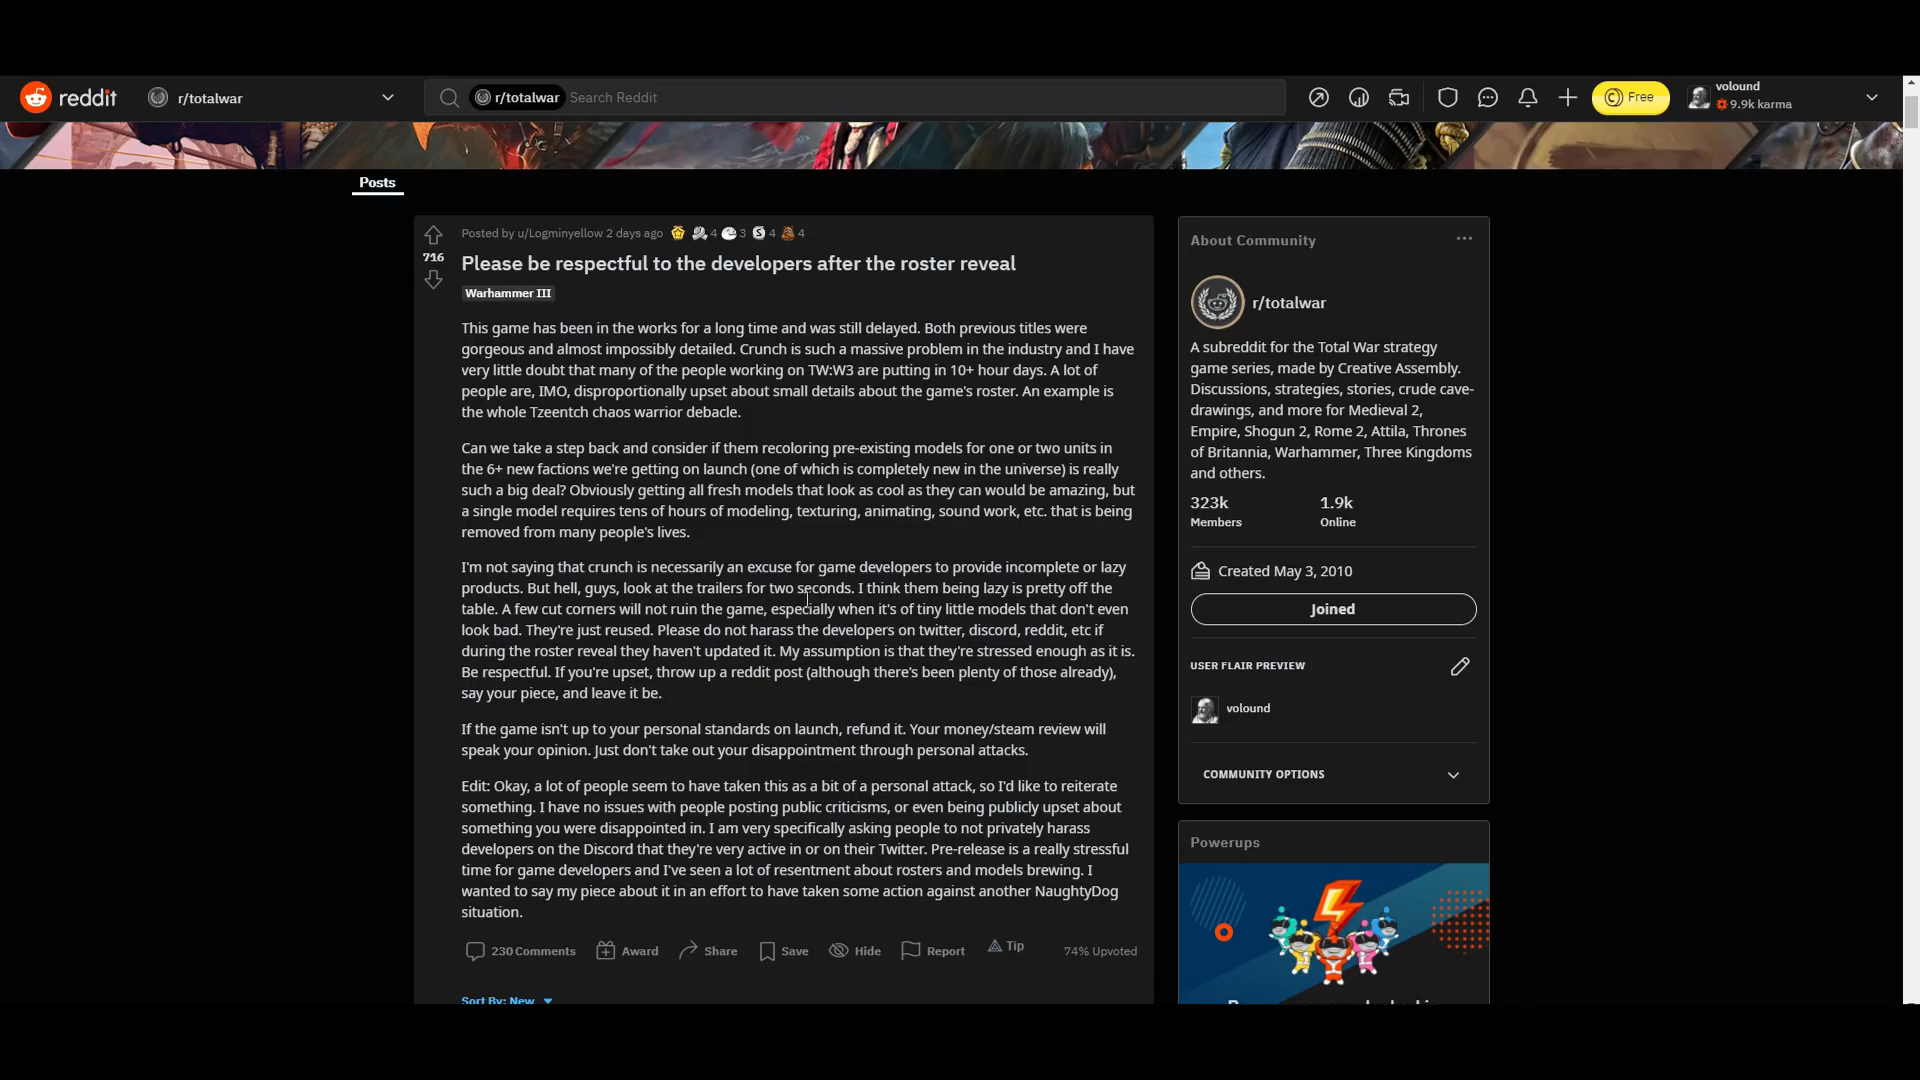 reddit
r/totalwar
r/totalwar Search Reddit
Free
volound
9.9k karma
Posts
Posted by u/Logminyellow 2 days ago 4 3 4 4
716
Please be respectful to the developers after the roster reveal
Warhammer III
This game has been in the works for a long time and was still delayed. Both previous titles were
gorgeous and almost impossibly detailed. Crunch is such a massive problem in the industry and I have
very little doubt that many of the people working on TW:W3 are putting in 10+ hour days. A lot of
people are, IMO, disproportionally upset about small details about the game's roster. An example is
the whole Tzeentch chaos warrior debacle.
Can we take a step back and consider if them recoloring pre-existing models for one or two units in
the 6+ new factions we're getting on launch (one of which is completely new in the universe) is really
such a big deal? Obviously getting all fresh models that look as cool as they can would be amazing, but
a single model requires tens of hours of modeling, texturing, animating, sound work, etc. that is being
removed from many people's lives.
I'm not saying that crunch is necessarily an excuse for game developers to provide incomplete or lazy
products. But hell, guys, look at the trailers for two seconds. I think them being lazy is pretty off the
table. A few cut corners will not ruin the game, especially when it's of tiny little models that don't even
look bad. They're just reused. Please do not harass the developers on twitter, discord, reddit, etc if
during the roster reveal they haven't updated it. My assumption is that they're stressed enough as it is.
Be respectful. If you're upset, throw up a reddit post (although there's been plenty of those already),
say your piece, and leave it be.
If the game isn't up to your personal standards on launch, refund it. Your money/steam review will
speak your opinion. Just don't take out your disappointment through personal attacks.
Edit: Okay, a lot of people seem to have taken this as a bit of a personal attack, so I'd like to reiterate
something. I have no issues with people posting public criticisms, or even being publicly upset about
something you were disappointed in. I am very specifically asking people to not privately harass
developers on the Discord that they're very active in or on their Twitter. Pre-release is a really stressful
time for game developers and I've seen a lot of resentment about rosters and models brewing. I
wanted to say my piece about it in an effort to have taken some action against another NaughtyDog
situation.
230 Comments Award Share Save Hide Report Tip 74% Upvoted
Sort By: New
About Community
r/totalwar
A subreddit for the Total War strategy
game series, made by Creative Assembly.
Discussions, strategies, stories, crude cave-
drawings, and more for Medieval 2,
Empire, Shogun 2, Rome 2, Attila, Thrones
of Britannia, Warhammer, Three Kingdoms
and others.
323k 1.9k
Members Online
Created May 3, 2010
Joined
USER FLAIR PREVIEW
volound
COMMUNITY OPTIONS
Powerups